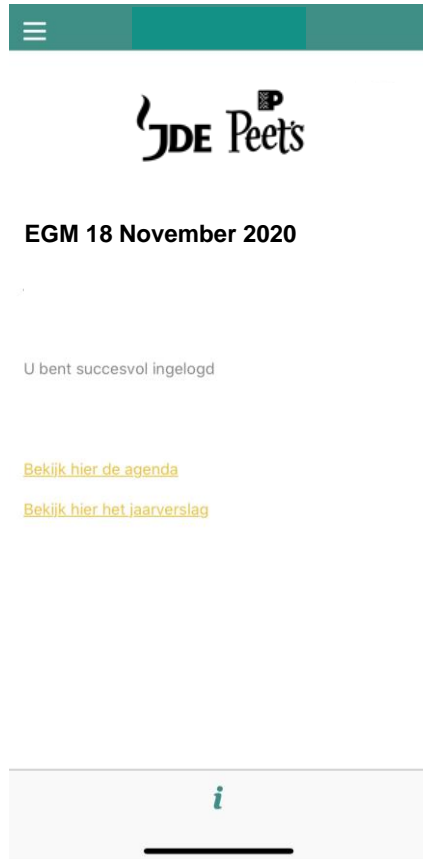 JDE Peet's
EGM 18 November 2020
U bent succesvol ingelogd
Bekijk hier de agenda
Bekijk hier het jaarverslag
i